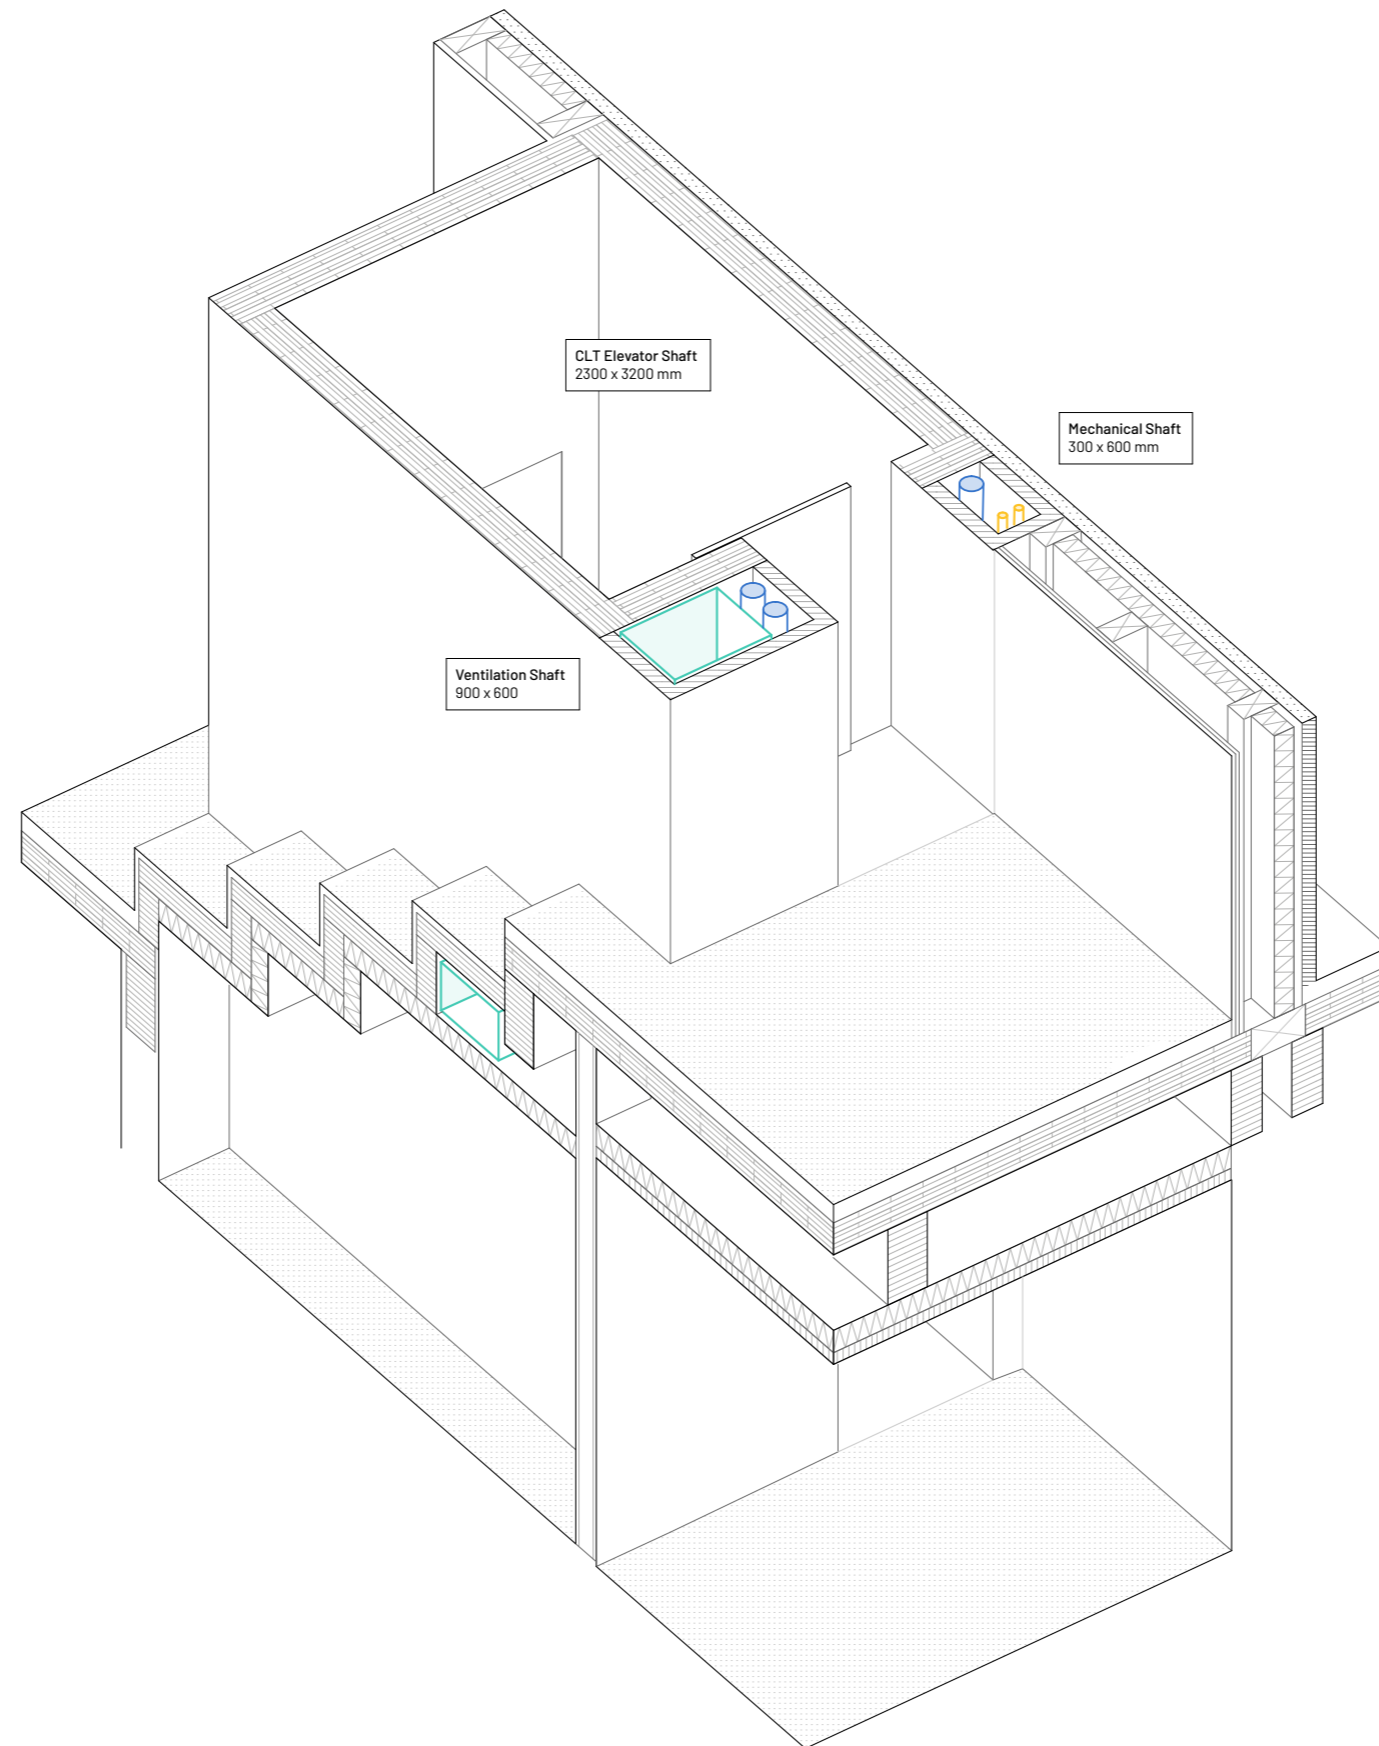 CLT Elevator Shaft
2300 x 3200 mm
Mechanical Shaft
300 x 600 mm
Ventilation Shaft
900 x 600